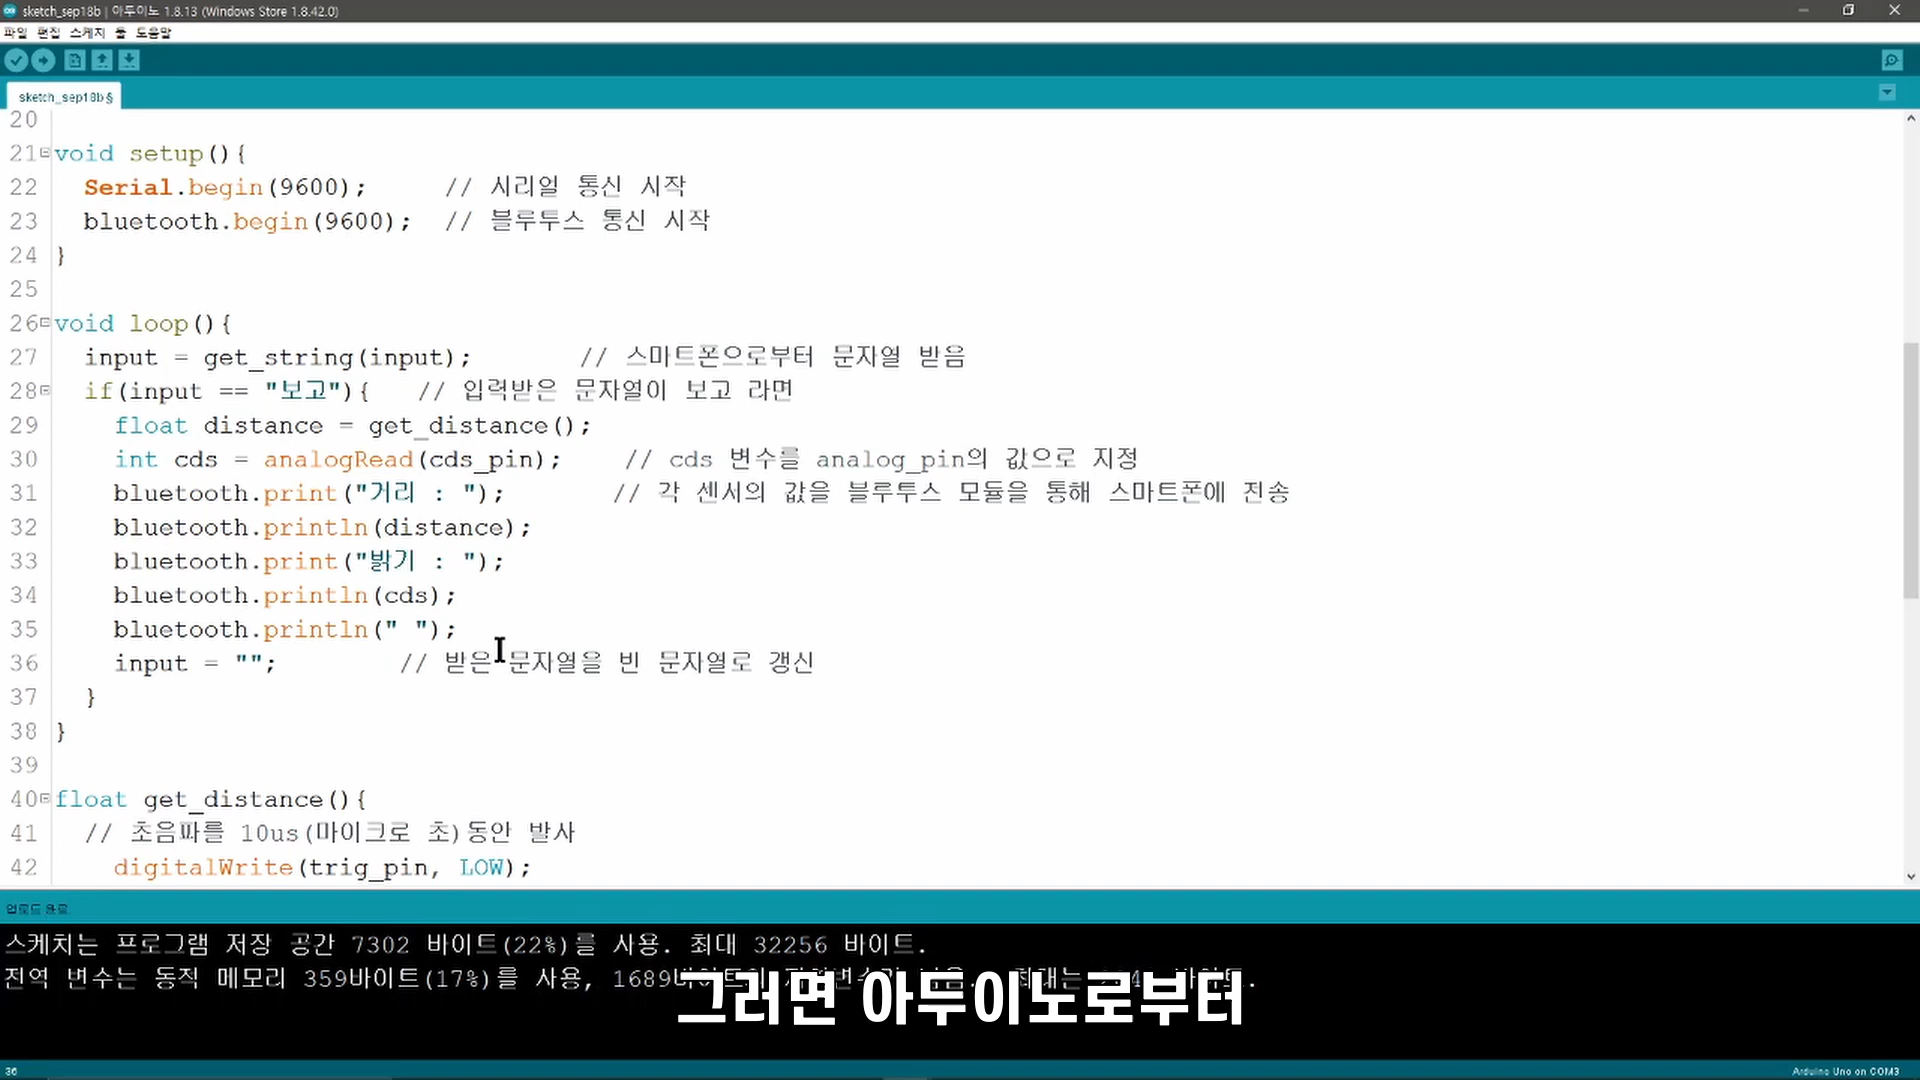 sketch_sep18b | 아두이노 1.8.13 (Windows Store 1.8.42.0)
파일 편집 스케치 툴 도움말
sketch_sep18b§
20
21 void setup(){
22 Serial.begin(9600); // 시리얼 통신 시작
23 bluetooth.begin(9600); // 블루투스 통신 시작
24 }
25
26 void loop(){
27 input = get_string(input); // 스마트폰으로부터 문자열 받음
28 if(input == "보고"){ // 입력받은 문자열이 보고 라면
29 float distance = get_distance();
30 int cds = analogRead(cds_pin); // cds 변수를 analog_pin의 값으로 지정
31 bluetooth.print("거리 : "); // 각 센서의 값을 블루투스 모듈을 통해 스마트폰에 전송
32 bluetooth.println(distance);
33 bluetooth.print("밝기 : ");
34 bluetooth.println(cds);
35 bluetooth.println(" ");
36 input = ""; // 받은 문자열을 빈 문자열로 갱신
37 }
38 }
39
40 float get_distance(){
41 // 초음파를 10us(마이크로 초)동안 발사
42 digitalWrite(trig_pin, LOW);
업로드 완료
스케치는 프로그램 저장 공간 7302 바이트(22%)를 사용. 최대 32256 바이트.
전역 변수는 동적 메모리 359바이트(17%)를 사용, 1689바이트.
그러면 아두이노로부터
36
Arduino Uno on COM3